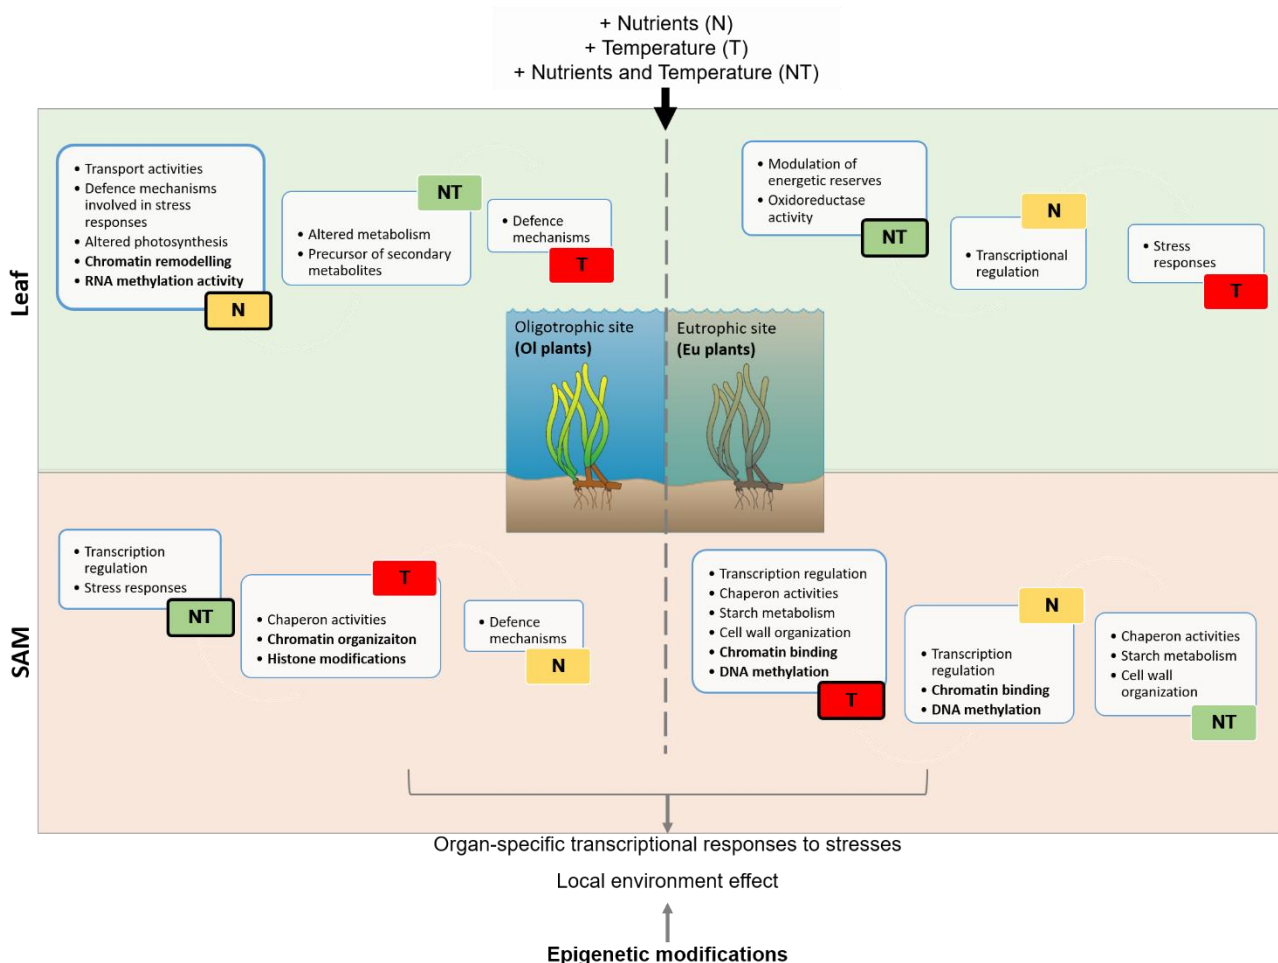 + Nutrients (N)
+ Temperature (T)
+ Nutrients and Temperature (NT)
Leaf
• Transport activities
• Defence mechanisms
involved in stress
responses
• Altered photosynthesis
• Chromatin remodelling
• RNA methylation activity
N
NT
• Altered metabolism
• Precursor of secondary
metabolites
• Defence
mechanisms
T
• Modulation of
energetic reserves
• Oxidoreductase
activity
NT
N
• Transcriptional
regulation
• Stress
responses
T
Oligotrophic site
(Ol plants)
Eutrophic site
(Eu plants)
SAM
• Transcription
regulation
• Stress responses
NT
T
• Chaperon activities
• Chromatin organizaiton
• Histone modifications
• Defence
mechanisms
N
• Transcription regulation
• Chaperon activities
• Starch metabolism
• Cell wall organization
• Chromatin binding
• DNA methylation
T
N
• Transcription
regulation
• Chromatin binding
• DNA methylation
• Chaperon activities
• Starch metabolism
• Cell wall
organization
NT
Organ-specific transcriptional responses to stresses
Local environment effect
Epigenetic modifications